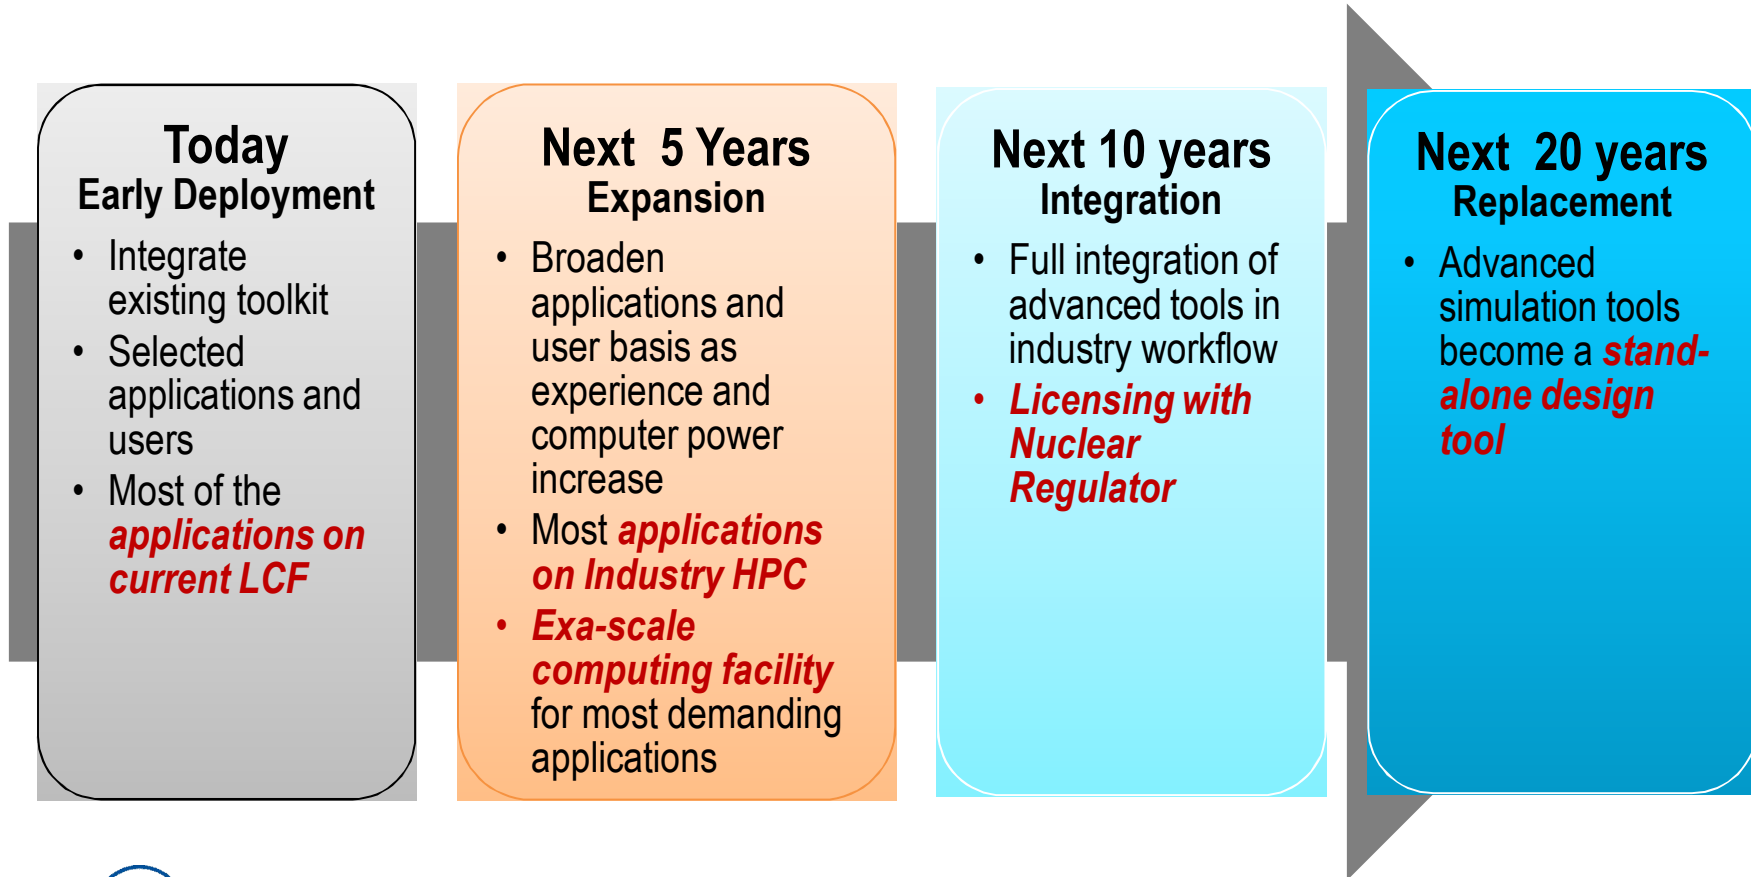 Today
Early Deployment
• Integrate
existing toolkit
• Selected
applications and
users
• Most of the
applications on
current LCF
Next 5 Years
Expansion
• Broaden
applications and
user basis as
experience and
computer power
increase
• Most applications
on Industry HPC
• Exa-scale
computing facility
for most demanding
applications
Next 10 years
Integration
• Full integration of
advanced tools in
industry workflow
• Licensing with
Nuclear
Regulator
Next 20 years
Replacement
• Advanced
simulation tools
become a stand-
alone design
tool